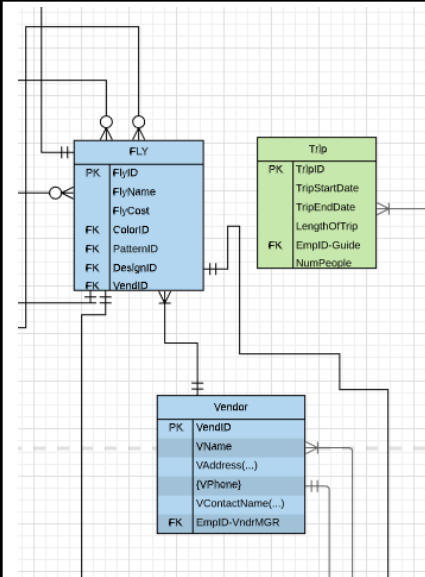 FLY
PK FlyID
FlyName
FlyCost
FK ColorID
FK PatternID
FK DesignID
FK VendID
Trip
PK TripID
TripStartDate
TripEndDate
LengthOfTrip
FK EmpID-Guide
NumPeople
Vendor
PK VendID
VName
VAddress(...)
{VPhone}
VContactName(...)
FK EmpID-VndrMGR